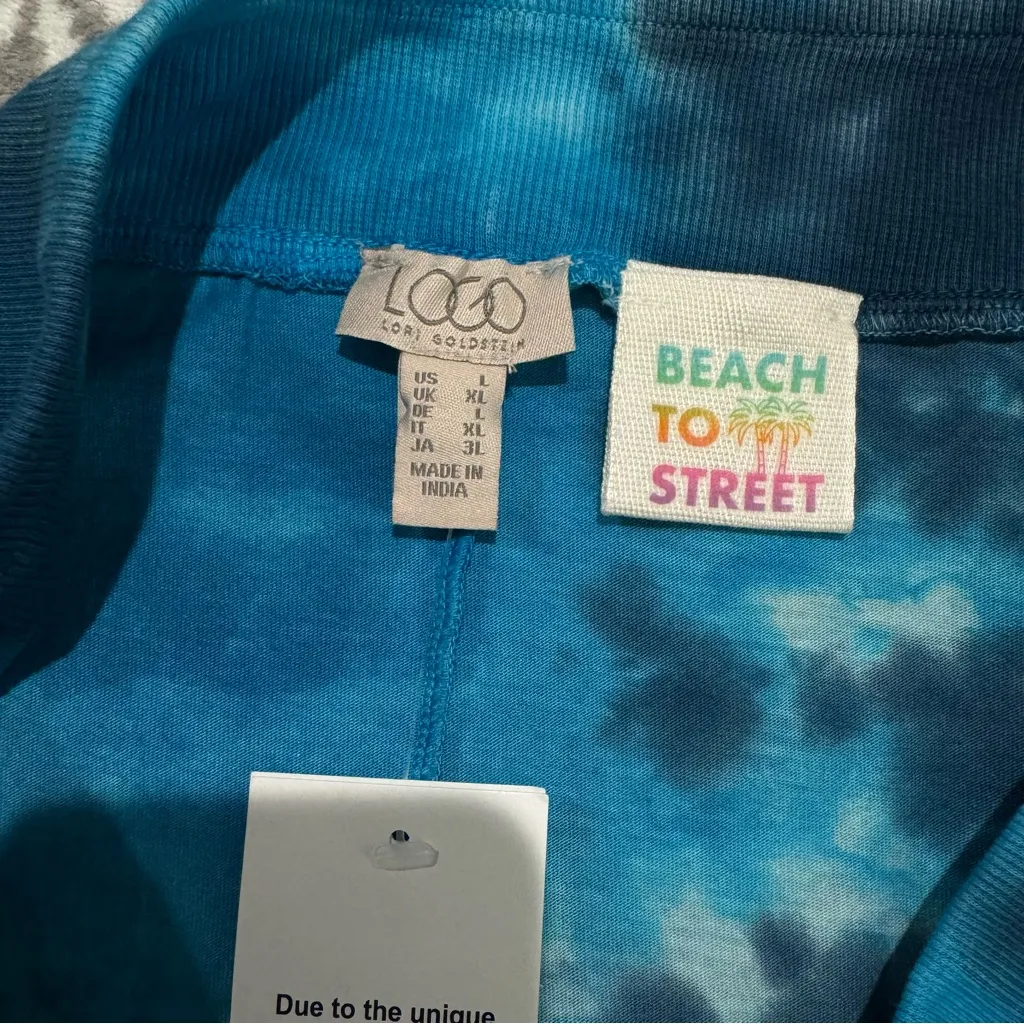 LOGO
LORI GOLDSTEIN
US L
UK XL
DE L
IT XL
JA 3L
MADE IN
INDIA
BEACH
TO
STREET
Due to the unique